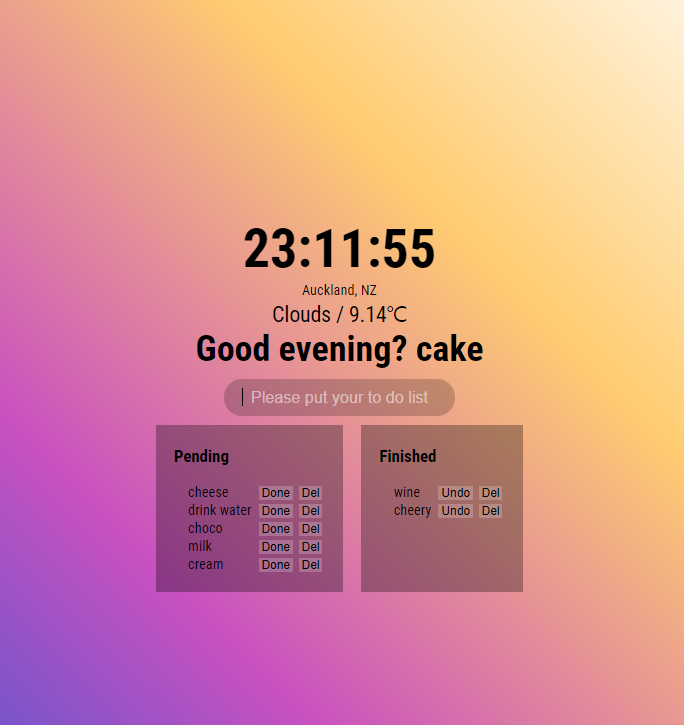 23:11:55
Auckland, NZ
Clouds / 9.14℃
Good evening? cake
Please put your to do list
Pending
cheese Done Del
drink water Done Del
choco Done Del
milk Done Del
cream Done Del
Finished
wine Undo Del
cheery Undo Del